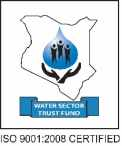 WATER SECTOR
TRUST FUND
ISO 9001:2008 CERTIFIED